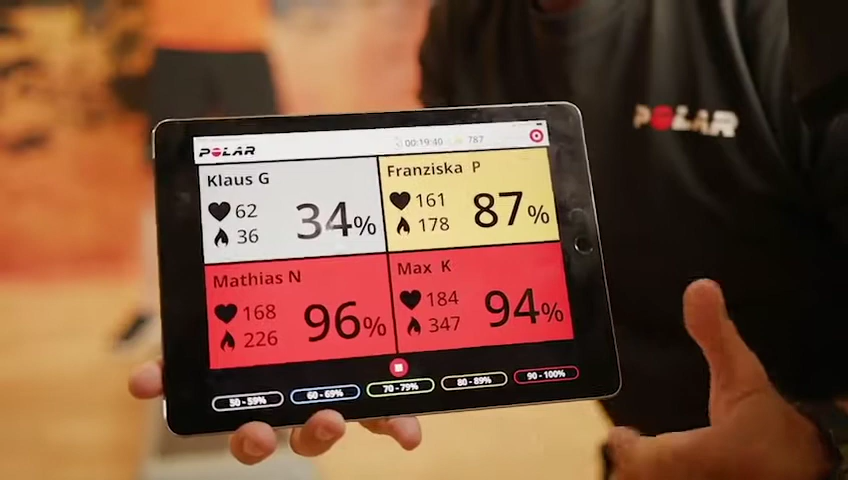 POLAR
POLAR 00:19:40 787
Klaus G
62
36
34%
Franziska P
161
178
87%
Mathias N
168
226
96%
Max K
184
347
94%
50 - 59% 60 - 69% 70 - 79% 80 - 89% 90 - 100%